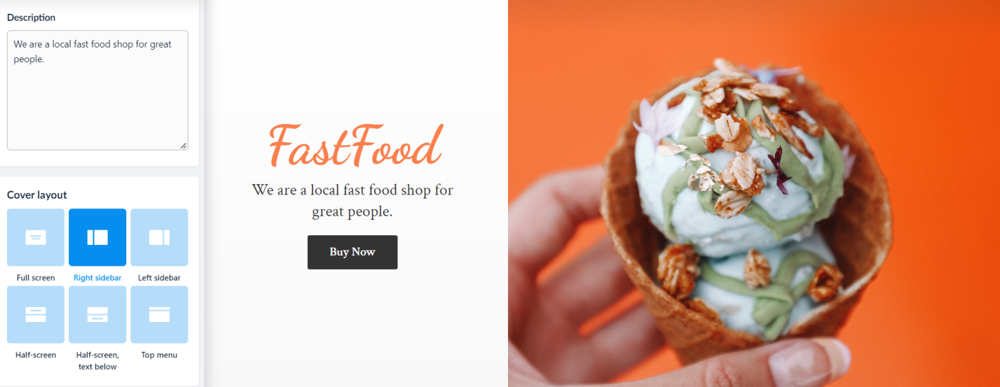 Description
We are a local fast food shop for great
people.
Cover layout
Full screen
Right sidebar
Left sidebar
Half-screen
Half-screen,
text below
Top menu
FastFood
We are a local fast food shop for
great people.
Buy Now